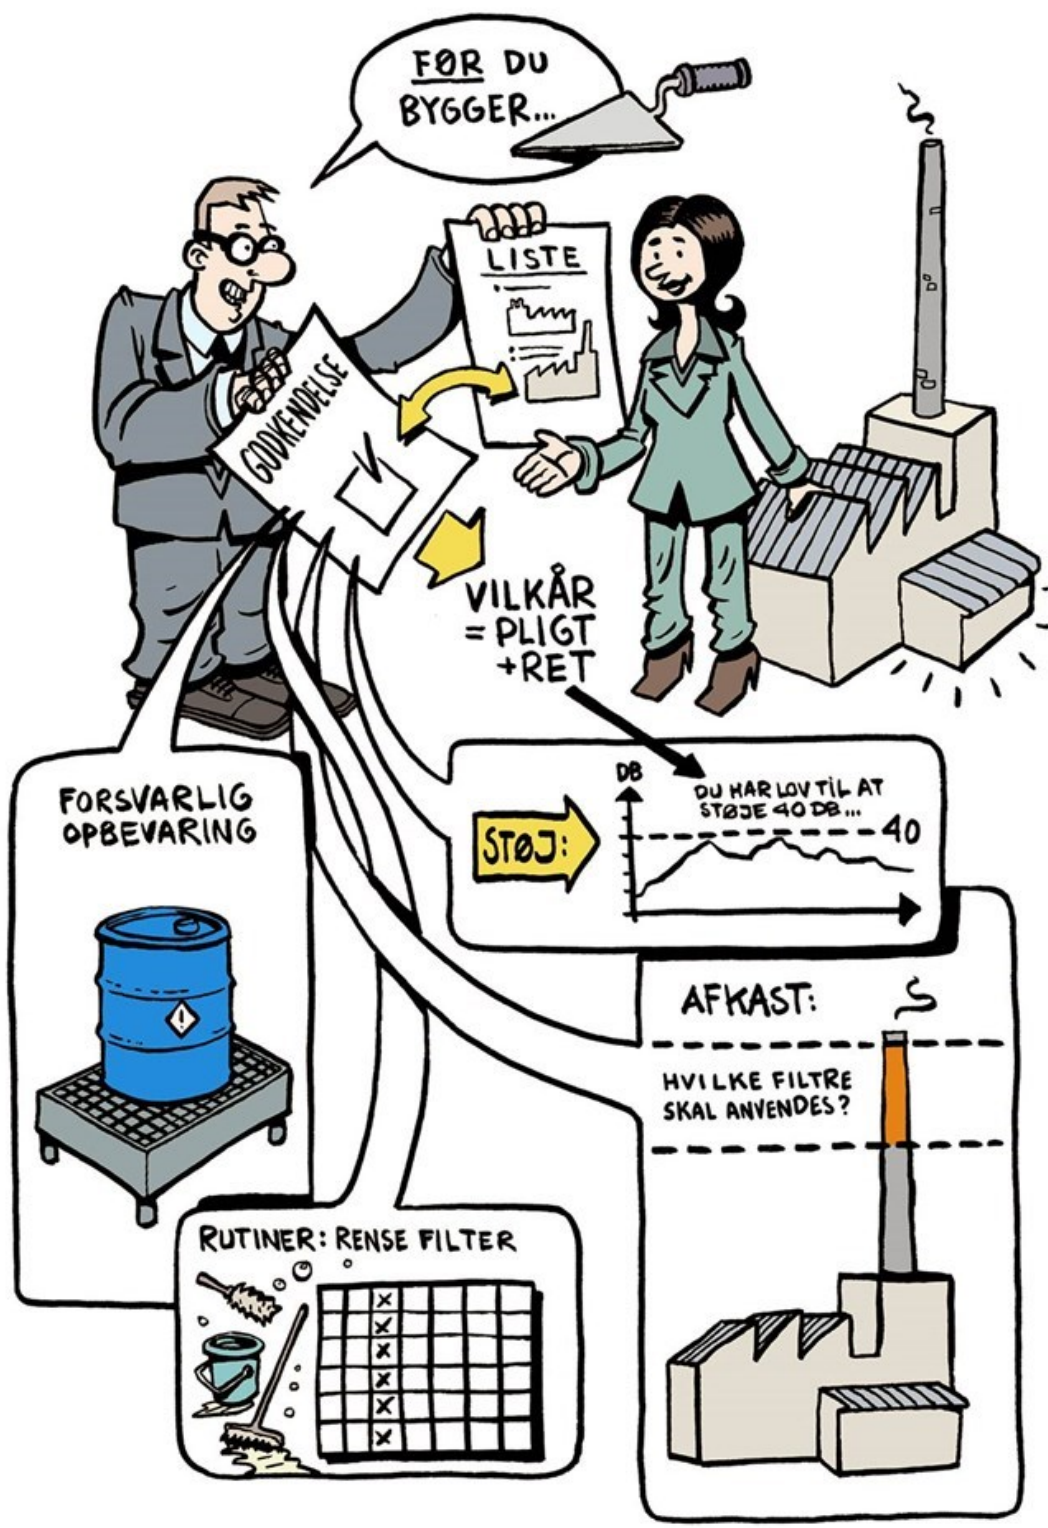 FØR DU
BYGGER...
LISTE
GODKENDELSE
VILKÅR
= PLIGT
+RET
FORSVARLIG
OPBEVARING
!
STØJ:
DB
DU HAR LOV TIL AT
STØJE 40 DB...
40
AFKAST:
HVILKE FILTRE
SKAL ANVENDES?
RUTINER: RENSE FILTER
X
X
X
X
X
X